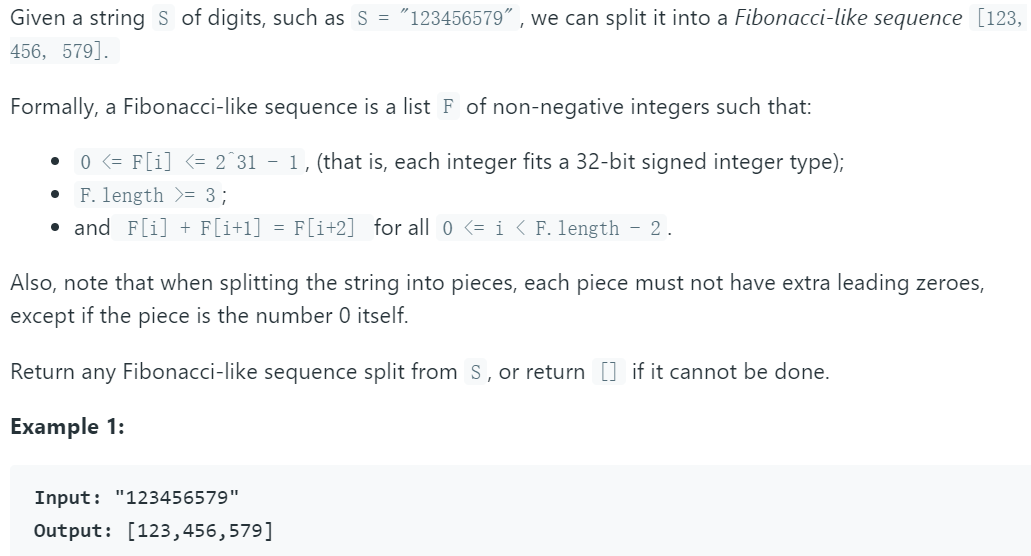 Given a string S of digits, such as S = "123456579", we can split it into a Fibonacci-like sequence [123,
456, 579].
Formally, a Fibonacci-like sequence is a list F of non-negative integers such that:
• 0 <= F[i] <= 2^31 - 1, (that is, each integer fits a 32-bit signed integer type);
• F.length >= 3;
• and F[i] + F[i+1] = F[i+2] for all 0 <= i < F.length - 2.
Also, note that when splitting the string into pieces, each piece must not have extra leading zeroes,
except if the piece is the number 0 itself.
Return any Fibonacci-like sequence split from S, or return [] if it cannot be done.
Example 1:
Input: "123456579"
Output: [123,456,579]